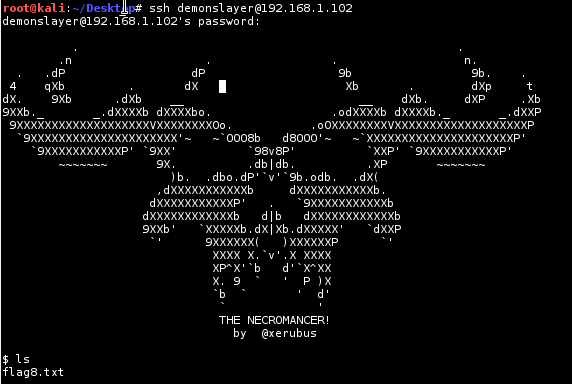 root@kali:~/Desktop# ssh demonslayer@192.168.1.102
demonslayer@192.168.1.102's password:
            .                                                      .
          .n                   .                 .                  n.
    .   .dP                  dP                   9b                 9b.    .
   4    qXb         .       dX                     Xb       .        dXp     t
  dX.    9Xb      .dXb    __                         __    dXb.     dXP     .Xb
  9XXb._       _.dXXXXb dXXXXbo.                 .odXXXXb dXXXXb._       _.dXXP
   9XXXXXXXXXXXXXXXXXXXVXXXXXXXXOo.           .oOXXXXXXXXVXXXXXXXXXXXXXXXXXXXP
    `9XXXXXXXXXXXXXXXXXXXXX'~   ~`OOO8b   d8OOO'~   ~`XXXXXXXXXXXXXXXXXXXXXP'
      `9XXXXXXXXXXXP' `9XX'          `98v8P'          `XXP' `9XXXXXXXXXXXP'
          ~~~~~~~       9X.          .db|db.          .XP       ~~~~~~~
                          )b.  .dbo.dP'`v'`9b.odb.  .dX(
                        ,dXXXXXXXXXXXb     dXXXXXXXXXXXb.
                       dXXXXXXXXXXXP'   .   `9XXXXXXXXXXXb
                      dXXXXXXXXXXXXb   d|b   dXXXXXXXXXXXXb
                      9XXb'   `XXXXXb.dX|Xb.dXXXXX'   `dXXP
                       `'      9XXXXXX(   )XXXXXXP      `'
                                XXXX X.`v'.X XXXX
                                XP^X'`b   d'`X^XX
                                X. 9  `   '  P )X
                                `b  `       '  d'
                                 `             '
THE NECROMANCER!
by @xerubus
$ ls
flag8.txt